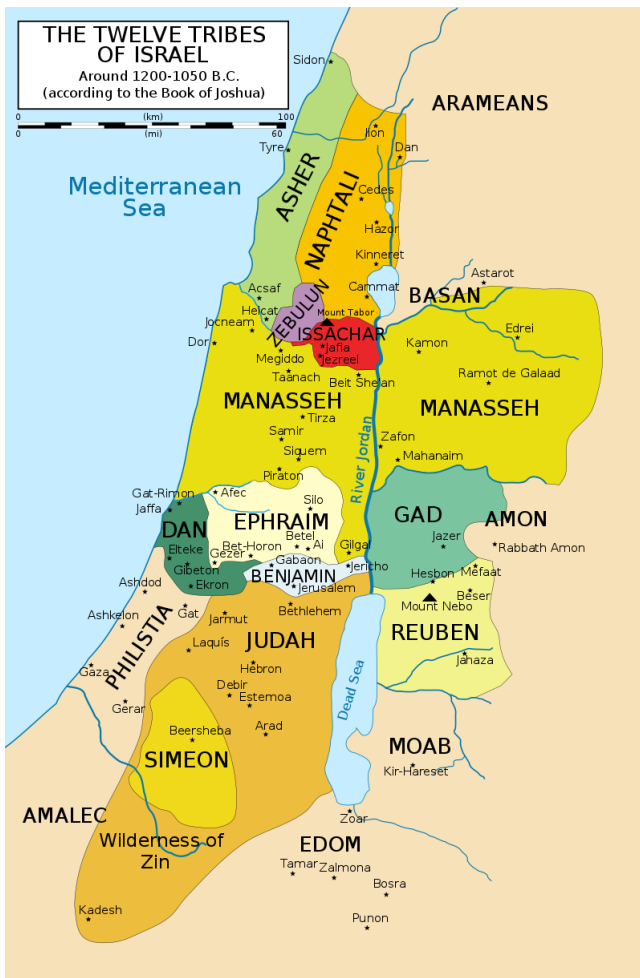 THE TWELVE TRIBES
OF ISRAEL
Around 1200-1050 B.C.
(according to the Book of Joshua)
0 (km) 100
0 (mi) 60
Sidon
ARAMEANS
Ijon
Tyre
Dan
ASHER
Mediterranean
Sea
Cedes
NAPHTALI
Hazor
Kinneret
Astarot
Acsaf
Cammat
BASAN
Helcat
ZEBULUN
Mount Tabor
Jocneam
Edrei
ISSACHAR
Dor
Jafia
Kamon
Megiddo
Jezreel
Taanach
Beit Shean
Ramot de Galaad
MANASSEH
MANASSEH
Tirza
River Jordan
Samir
Zafon
Siquem
Mahanaim
Piraton
Gat-Rimon
Afec
Jaffa
Silo
DAN
EPHRAIM
GAD
AMON
Betel
Jazer
Elteke
Bet-Horon
Ai
Gilgal
Rabbath Amon
Gezer
Gabaon
Jericho
Mefaat
Gibeton
BENJAMIN
Hesbon
Ashdod
Ekron
Jerusalem
Beser
Gat
Bethlehem
Mount Nebo
Ashkelon
Jarmut
PHILISTIA
JUDAH
REUBEN
Laquís
Jahaza
Gaza
Hebron
Debir
Dead Sea
Estemoa
Gerar
Beersheba
Arad
MOAB
SIMEON
Kir-Hareset
AMALEC
Zoar
Wilderness of
Zin
EDOM
Tamar
Zalmona
Bosra
Kadesh
Punon